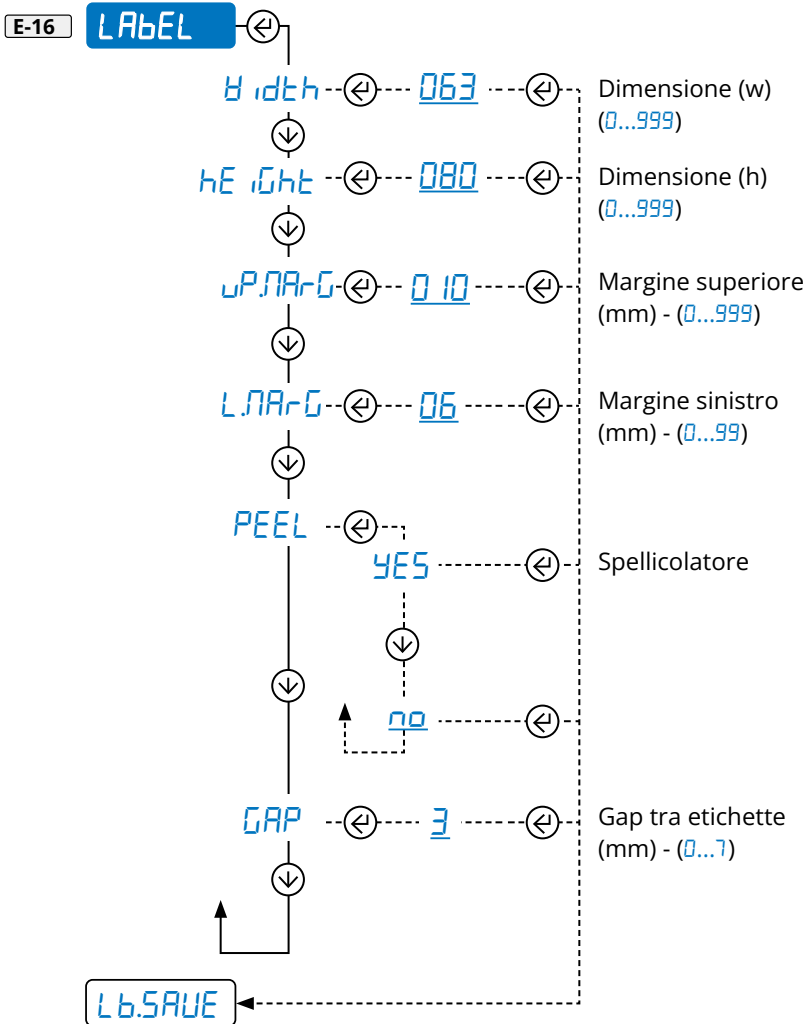 E-16 LAbEL
WidtH 063 Dimensione (w)
(0...999)
hEiGht 080 Dimensione (h)
(0...999)
uP.MArG 010 Margine superiore
(mm) - (0...999)
L.MArG 06 Margine sinistro
(mm) - (0...99)
PEEL
YES Spellicolatore
no
GAP 3 Gap tra etichette
(mm) - (0...7)
Lb.SAVE